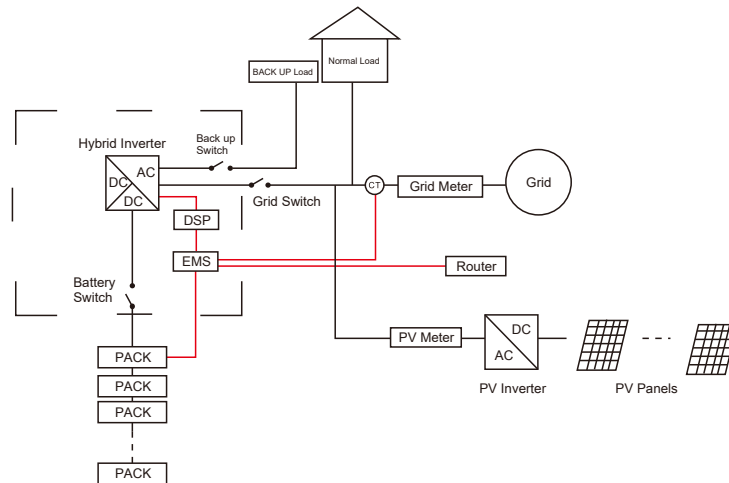 Normal Load
BACK UP Load
Back up
Switch
Hybrid Inverter
AC
DC
DC
CT
Grid Meter
Grid
Grid Switch
DSP
EMS
Router
Battery
Switch
PV Meter
DC
AC
PACK
PV Inverter
PV Panels
PACK
PACK
PACK